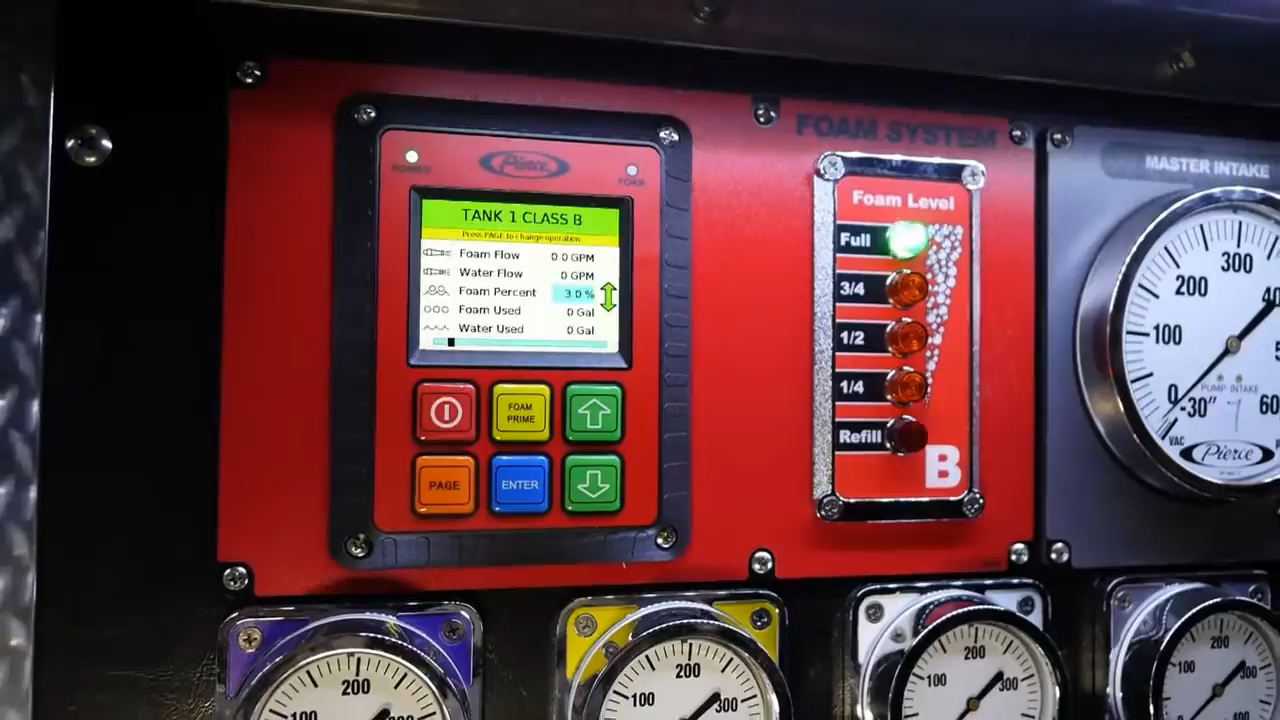 FOAM SYSTEM
POWER
Pierce
FOAM
TANK 1 CLASS B
Press PAGE to change operation
Foam Flow 0.0 GPM
Water Flow 0 GPM
Foam Percent 3.0 %
Foam Used 0 Gal
Water Used 0 Gal
FOAM
PRIME
PAGE
ENTER
Foam Level
Full
3/4
1/2
1/4
Refill
B
MASTER INTAKE
300
200
100
0
-30"
60
PUMP INTAKE
VAC
Pierce
200
100
200
100
300
200
100
300
200
100
300